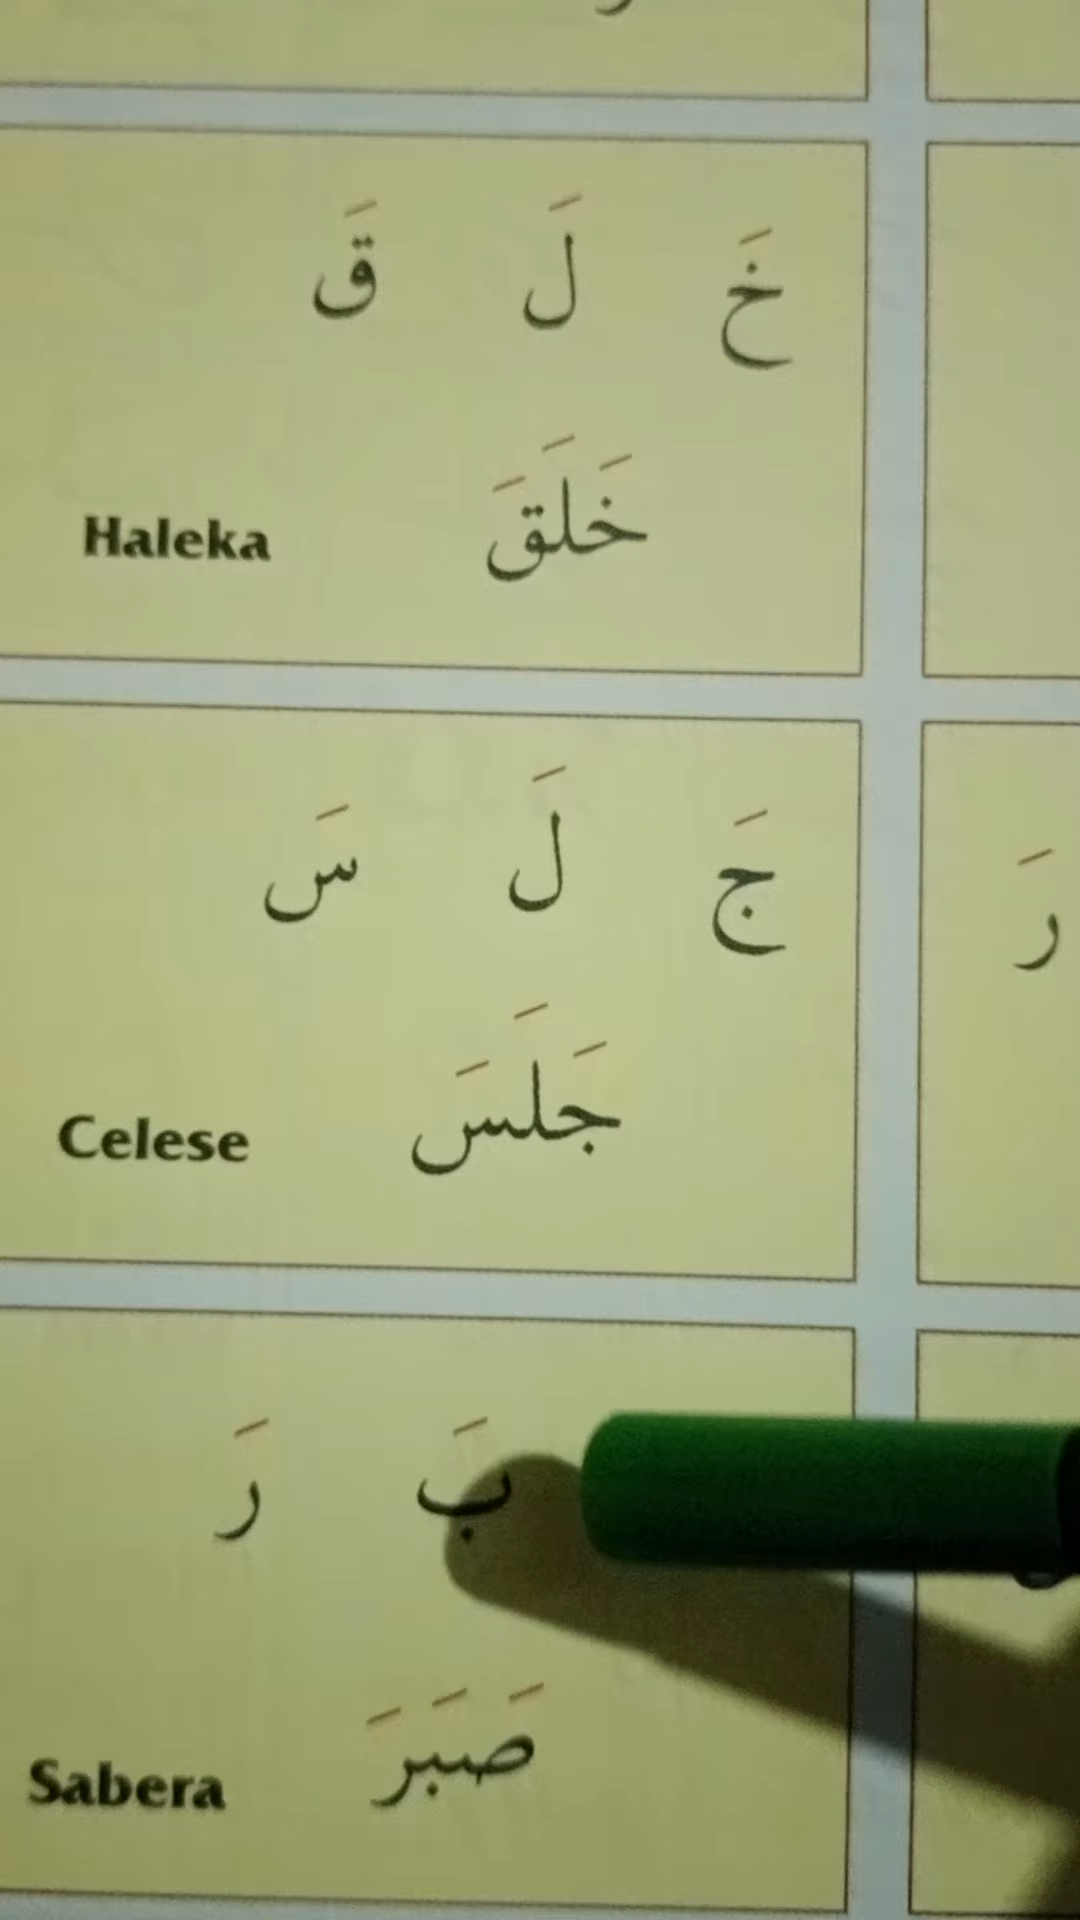 خَ لَ قَ
خَلَقَ
Haleka
جَ لَ سَ
جَلَسَ
Celese
رَ
بَ رَ
صَبَرَ
Sabera